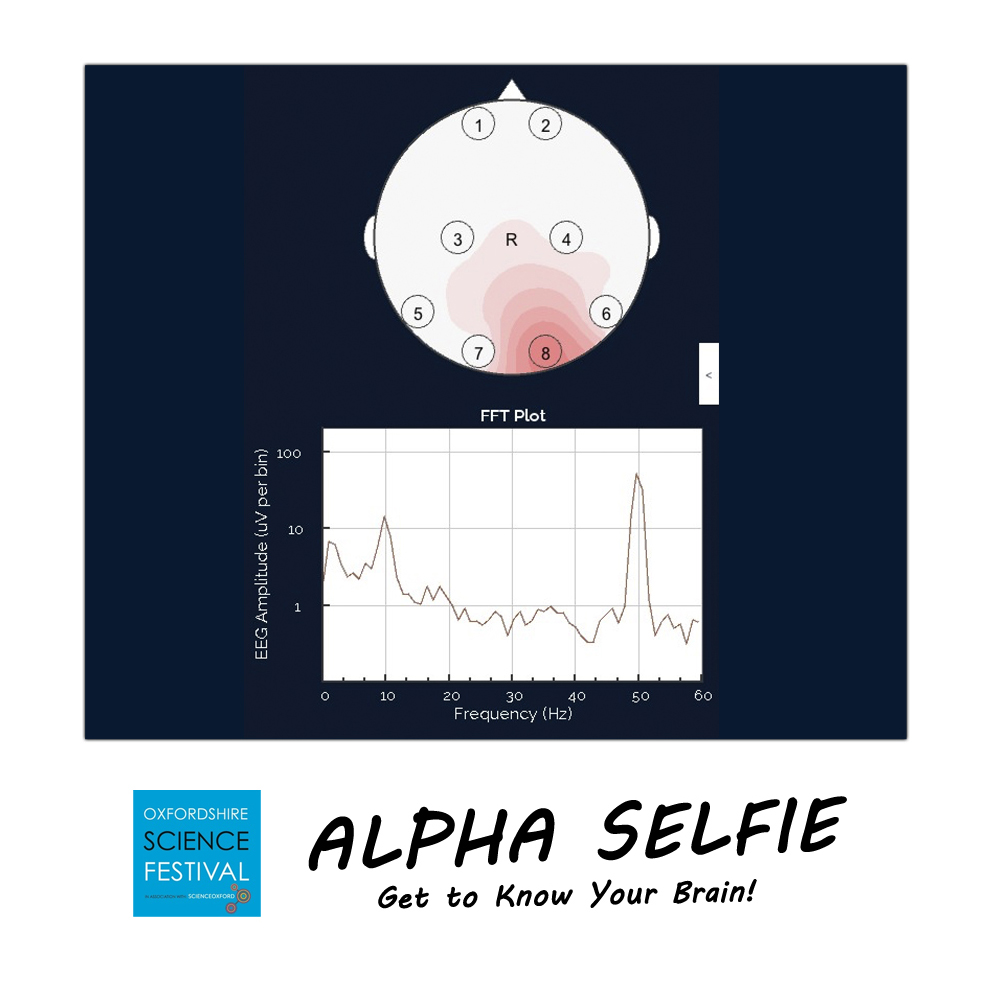 1 2
3 R 4
5 6
7 8
<
FFT Plot
EEG Amplitude (uV per bin)
100
10
1
0 10 20 30 40 50 60
Frequency (Hz)
OXFORDSHIRE
SCIENCE
FESTIVAL
IN ASSOCIATION WITH SCIENCEOXFORD
ALPHA SELFIE
Get to Know Your Brain!